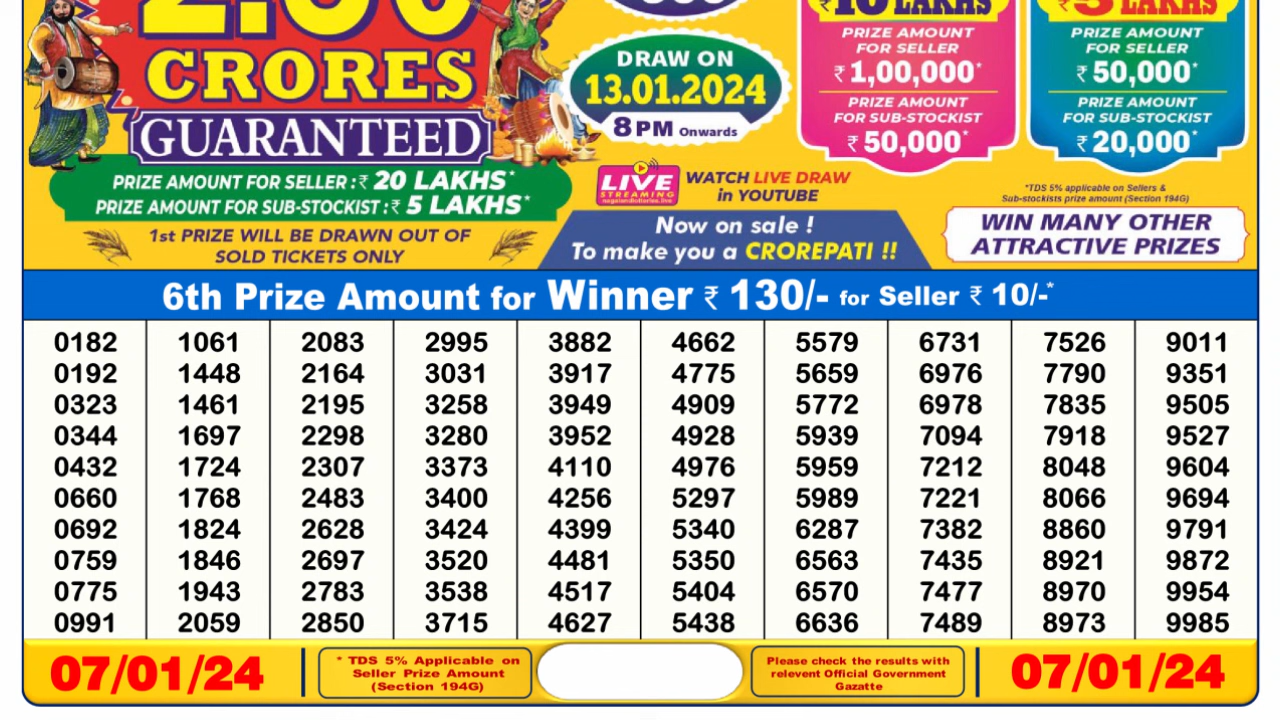 CRORES
GUARANTEED
PRIZE AMOUNT FOR SELLER : ₹ 20 LAKHS*
PRIZE AMOUNT FOR SUB-STOCKIST : ₹ 5 LAKHS*
1st PRIZE WILL BE DRAWN OUT OF
SOLD TICKETS ONLY
DRAW ON
13.01.2024
8 PM Onwards
LIVE
STREAMING
nagalandlotteries.live
WATCH LIVE DRAW
in YOUTUBE
Now on sale !
To make you a CROREPATI !!
₹10 LAKHS
PRIZE AMOUNT
FOR SELLER
₹ 1,00,000*
PRIZE AMOUNT
FOR SUB-STOCKIST
₹ 50,000*
₹5 LAKHS
PRIZE AMOUNT
FOR SELLER
₹ 50,000*
PRIZE AMOUNT
FOR SUB-STOCKIST
₹ 20,000*
*TDS 5% applicable on Sellers &
Sub-stockists prize amount (Section 194G)
WIN MANY OTHER
ATTRACTIVE PRIZES
6th Prize Amount for Winner ₹ 130/- for Seller ₹ 10/-*
0182 1061 2083 2995 3882 4662 5579 6731 7526 9011
0192 1448 2164 3031 3917 4775 5659 6976 7790 9351
0323 1461 2195 3258 3949 4909 5772 6978 7835 9505
0344 1697 2298 3280 3952 4928 5939 7094 7918 9527
0432 1724 2307 3373 4110 4976 5959 7212 8048 9604
0660 1768 2483 3400 4256 5297 5989 7221 8066 9694
0692 1824 2628 3424 4399 5340 6287 7382 8860 9791
0759 1846 2697 3520 4481 5350 6563 7435 8921 9872
0775 1943 2783 3538 4517 5404 6570 7477 8970 9954
0991 2059 2850 3715 4627 5438 6636 7489 8973 9985
07/01/24
* TDS 5% Applicable on
Seller Prize Amount
(Section 194G)
Please check the results with
relevent Official Government
Gazatte
07/01/24